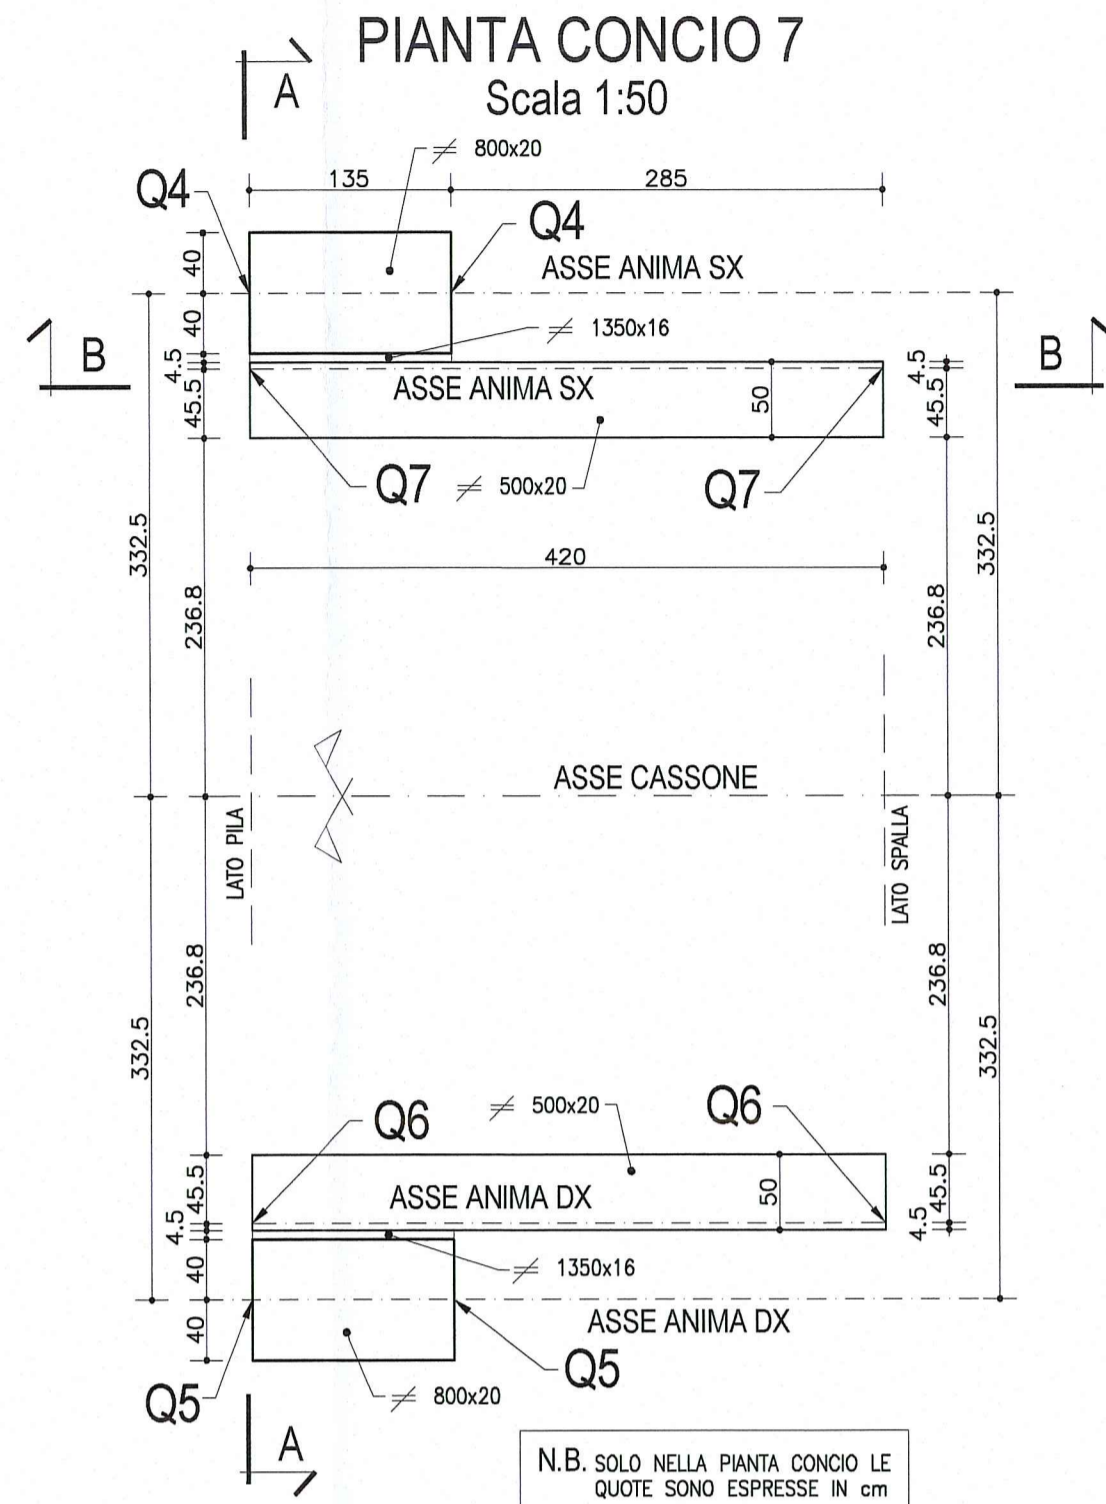 PIANTA CONCIO 7
Scala 1:50
A
800x20
135
285
Q4
Q4
40
ASSE ANIMA SX
40
1350x16
B
B
4.5
4.5
ASSE ANIMA SX
45.5
50
45.5
Q7
500x20
Q7
332.5
332.5
420
236.8
236.8
ASSE CASSONE
LATO PILA
LATO SPALLA
236.8
236.8
332.5
332.5
Q6
500x20
Q6
45.5
ASSE ANIMA DX
50
45.5
4.5
4.5
40
1350x16
ASSE ANIMA DX
40
Q5
Q5
800x20
A
N.B. SOLO NELLA PIANTA CONCIO LE
QUOTE SONO ESPRESSE IN cm